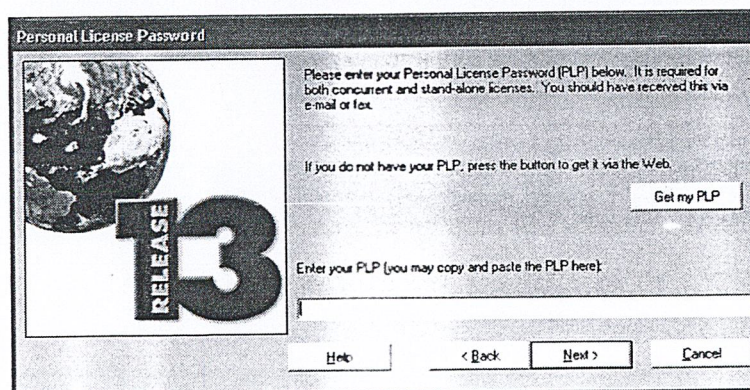 Personal License Password
Please enter your Personal License Password (PLP) below. It is required for
both concurrent and stand-alone licenses. You should have received this via
e-mail or fax.
If you do not have your PLP, press the button to get it via the Web.
Get my PLP
RELEASE
13
Enter your PLP (you may copy and paste the PLP here):
Help
< Back
Next >
Cancel